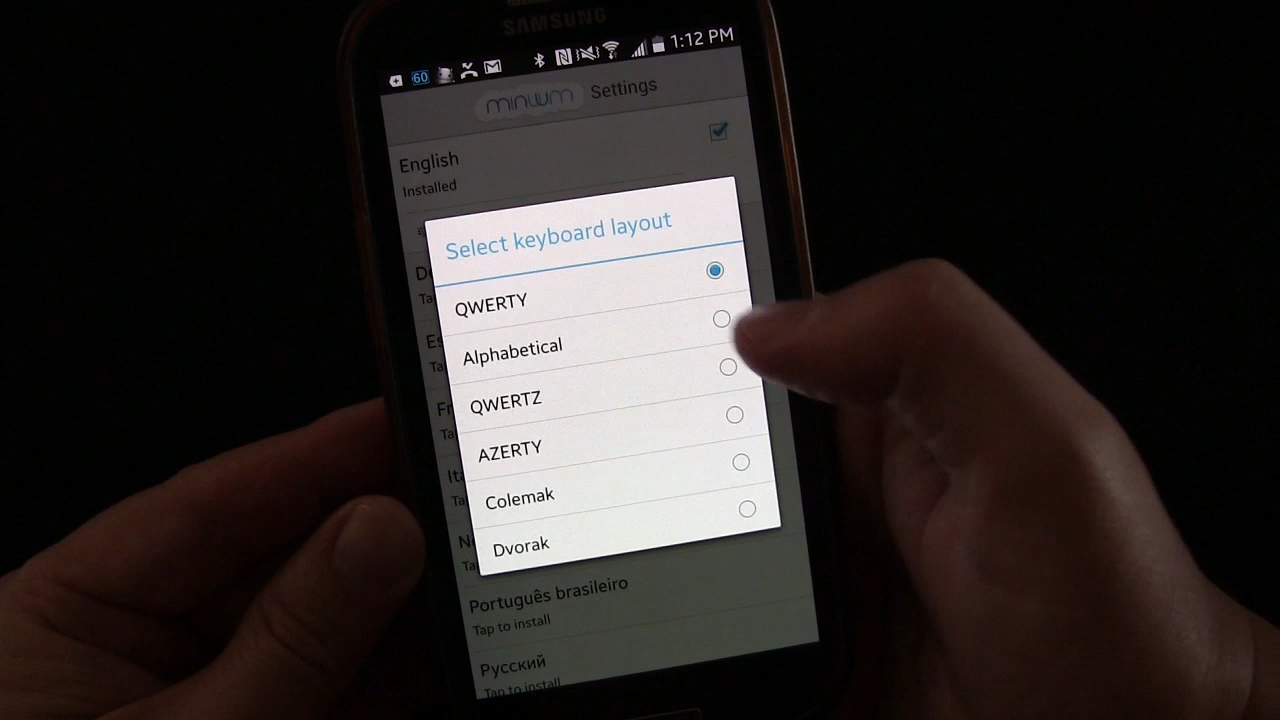 SAMSUNG
60
1:12 PM
minuum Settings
English
Installed
Select keyboard layout
QWERTY
Alphabetical
QWERTZ
AZERTY
Colemak
Dvorak
Português brasileiro
Tap to install
Русский
Tap to install